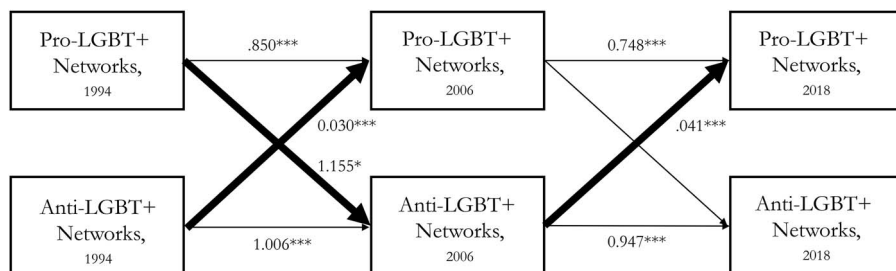 Pro-LGBT+
Networks,
1994
.850***
Pro-LGBT+
Networks,
2006
0.748***
Pro-LGBT+
Networks,
2018
0.030***
1.155*
.041***
Anti-LGBT+
Networks,
1994
1.006***
Anti-LGBT+
Networks,
2006
0.947***
Anti-LGBT+
Networks,
2018